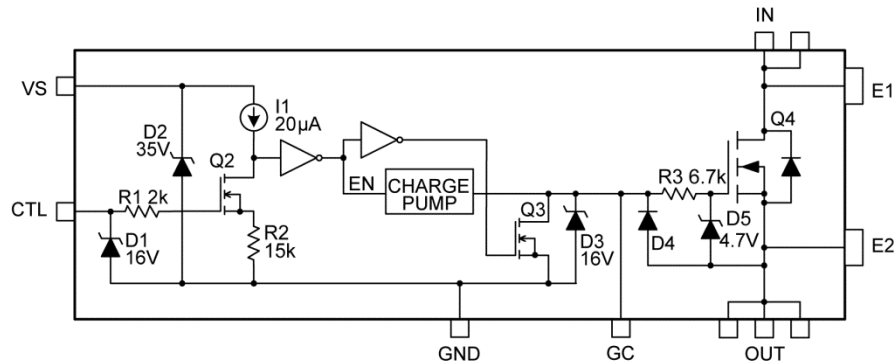 IN
VS
E1
I1
20µA
D2
35V
Q4
Q2
EN
CHARGE
PUMP
R3 6.7k
CTL
R1 2k
Q3
D1
16V
R2
15k
D3
16V
D4
D5
4.7V
E2
GND
GC
OUT